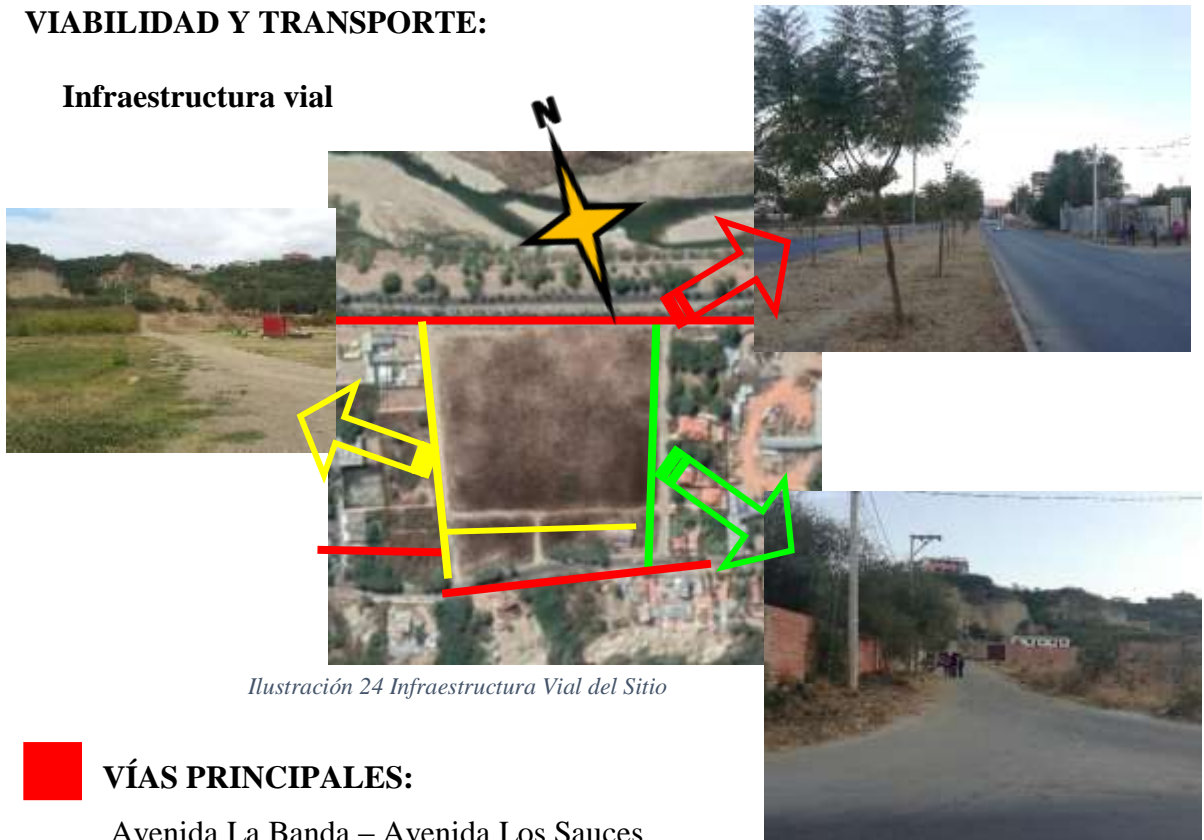 VIABILIDAD Y TRANSPORTE:
Infraestructura vial
N
Ilustración 24 Infraestructura Vial del Sitio
VÍAS PRINCIPALES:
Avenida La Banda – Avenida Los Sauces